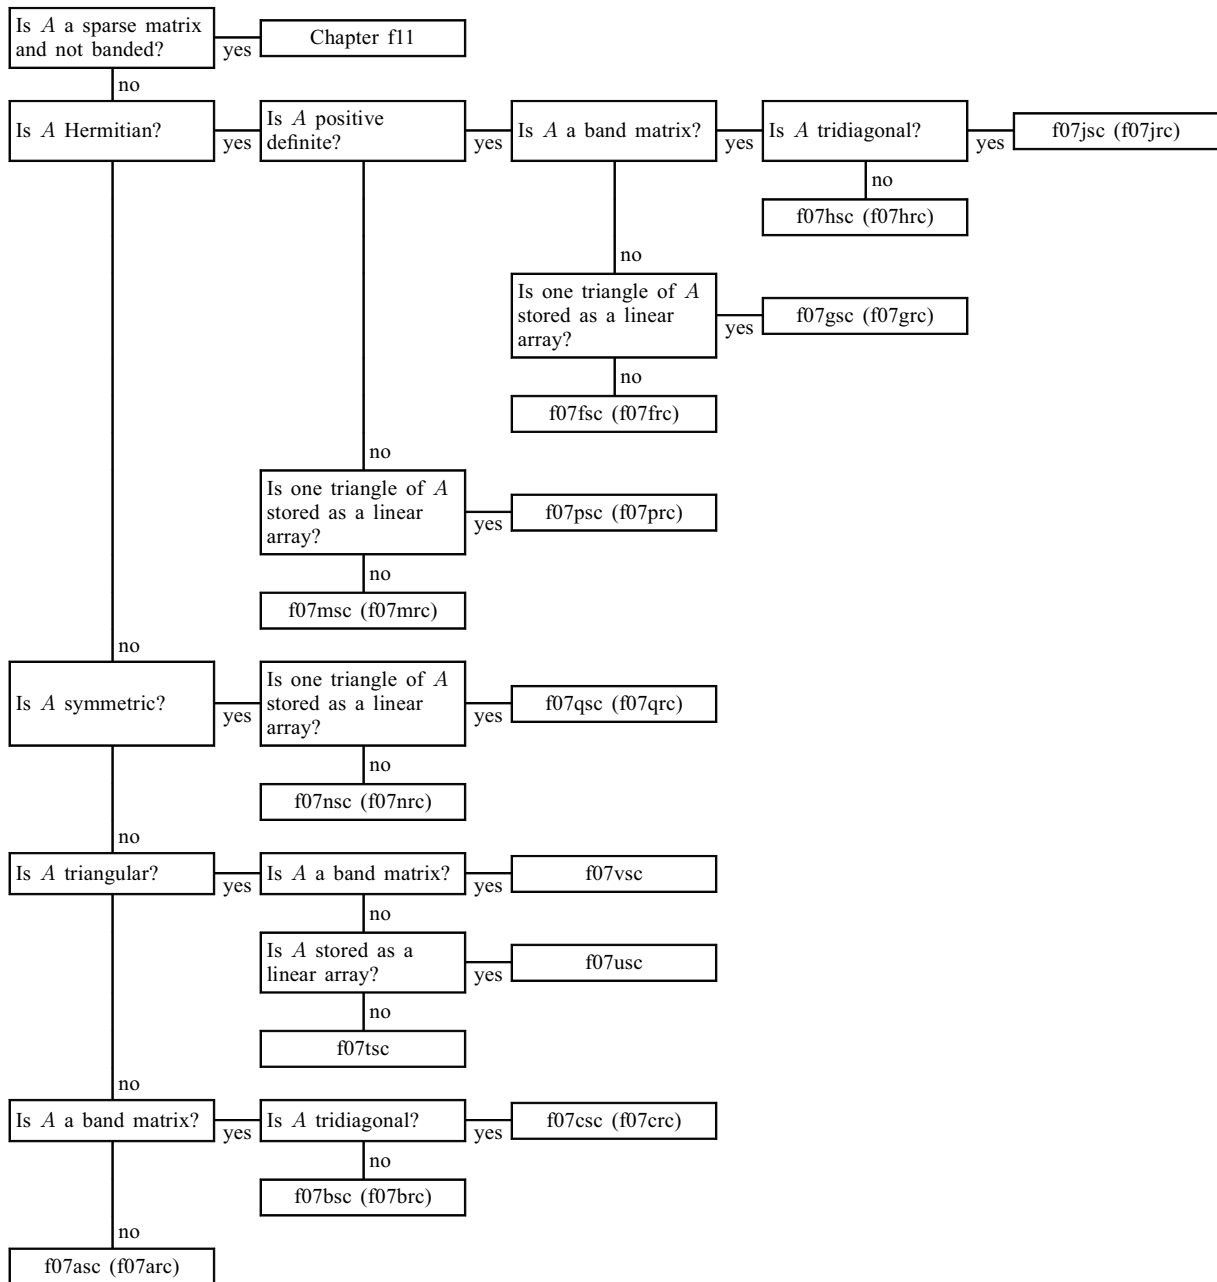 Is A a sparse matrix
and not banded?
yes
Chapter f11
no
Is A Hermitian?
yes
Is A positive
definite?
yes
Is A a band matrix?
yes
Is A tridiagonal?
yes
f07jsc (f07jrc)
no
f07hsc (f07hrc)
no
Is one triangle of A
stored as a linear
array?
yes
f07gsc (f07grc)
no
f07fsc (f07frc)
no
Is one triangle of A
stored as a linear
array?
yes
f07psc (f07prc)
no
f07msc (f07mrc)
no
Is A symmetric?
yes
Is one triangle of A
stored as a linear
array?
yes
f07qsc (f07qrc)
no
f07nsc (f07nrc)
no
Is A triangular?
yes
Is A a band matrix?
yes
f07vsc
no
Is A stored as a
linear array?
yes
f07usc
no
f07tsc
no
Is A a band matrix?
yes
Is A tridiagonal?
yes
f07csc (f07crc)
no
f07bsc (f07brc)
no
f07asc (f07arc)